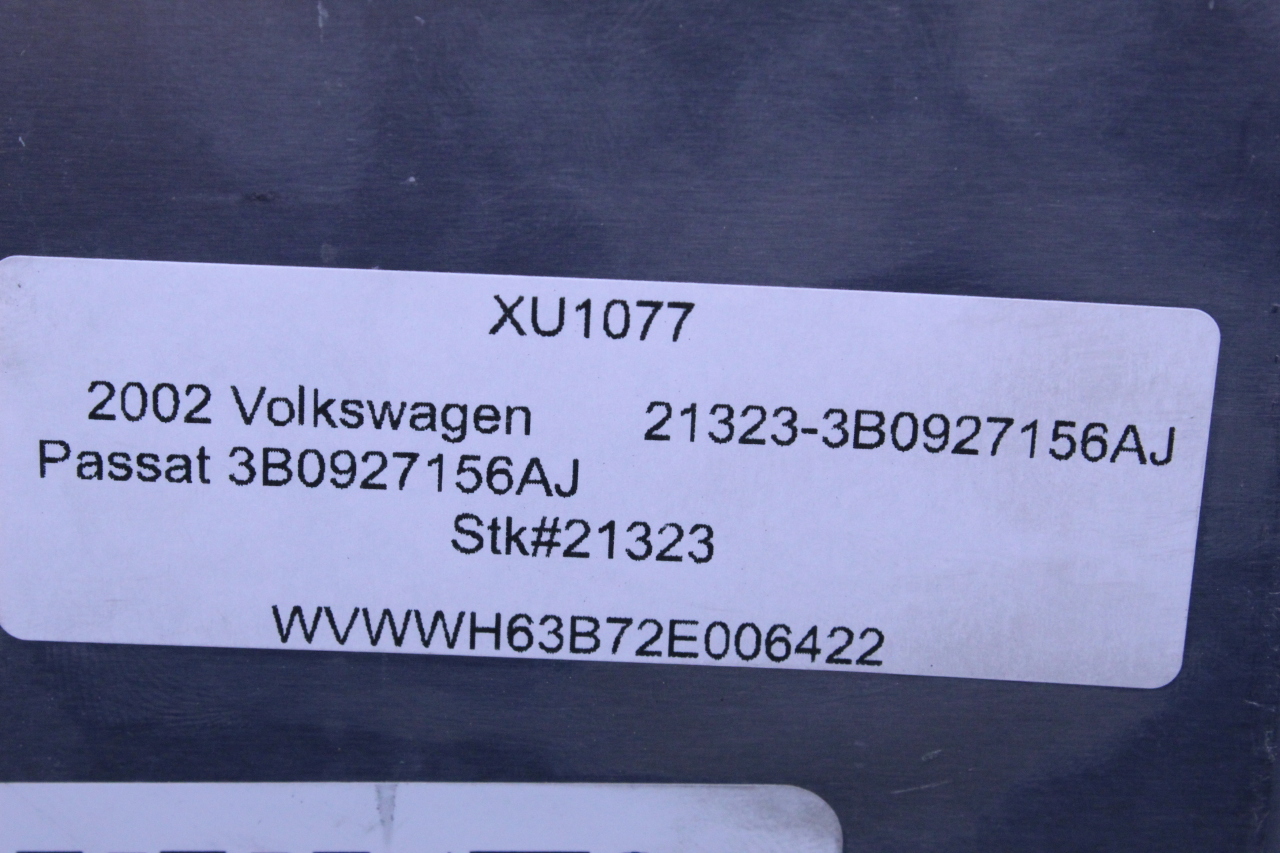 XU1077
2002 Volkswagen 21323-3B0927156AJ
Passat 3B0927156AJ
Stk#21323
WVWWH63B72E006422